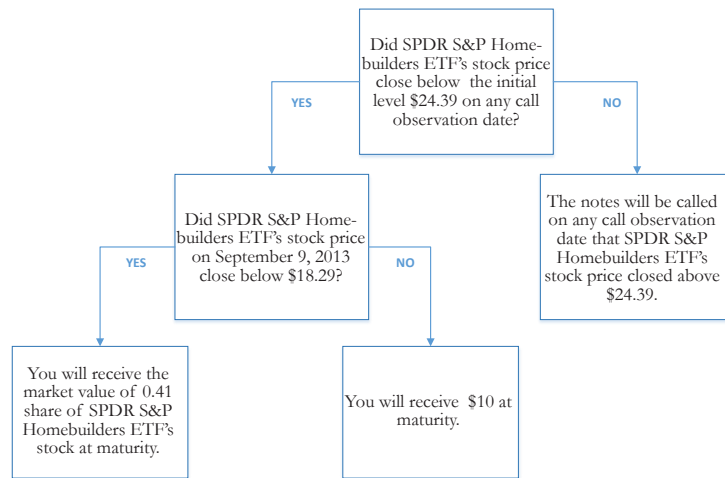 Did SPDR S&P Home-
builders ETF's stock price
close below the initial
level $24.39 on any call
observation date?
YES
NO
Did SPDR S&P Home-
builders ETF's stock price
on September 9, 2013
close below $18.29?
The notes will be called
on any call observation
date that SPDR S&P
Homebuilders ETF's
stock price closed above
$24.39.
YES
NO
You will receive the
market value of 0.41
share of SPDR S&P
Homebuilders ETF's
stock at maturity.
You will receive $10 at
maturity.